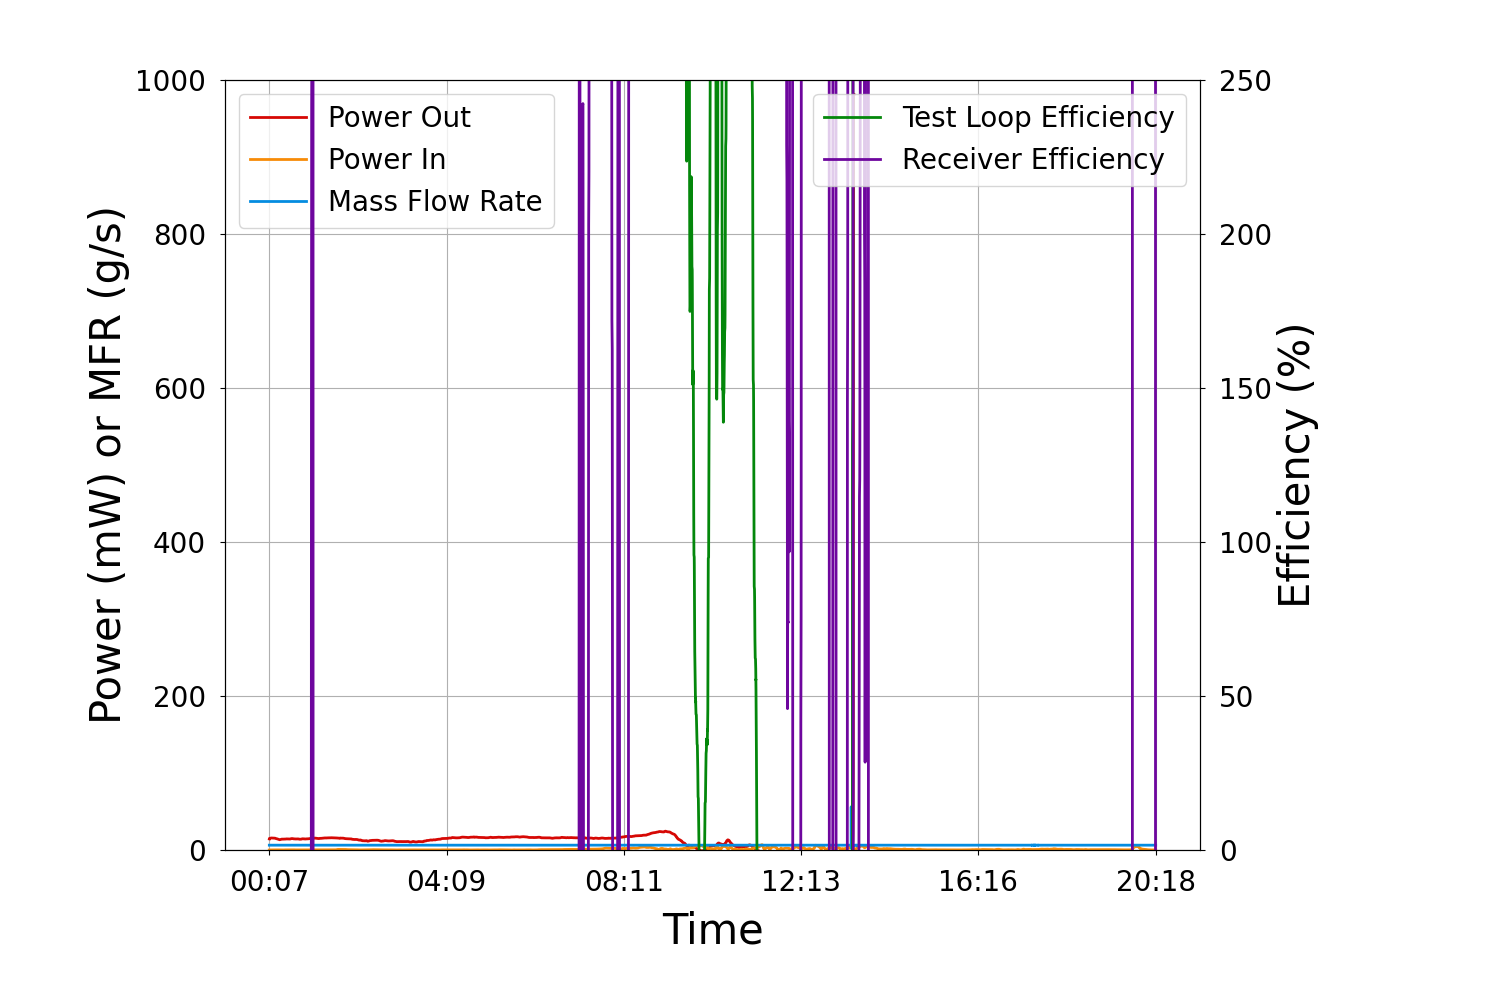 Power (mW) or MFR (g/s)
1000
800
600
400
200
0
Power Out
Power In
Mass Flow Rate
Test Loop Efficiency
Receiver Efficiency
250
200
150
100
50
0
Efficiency (%)
00:07 04:09 08:11 12:13 16:16 20:18
Time